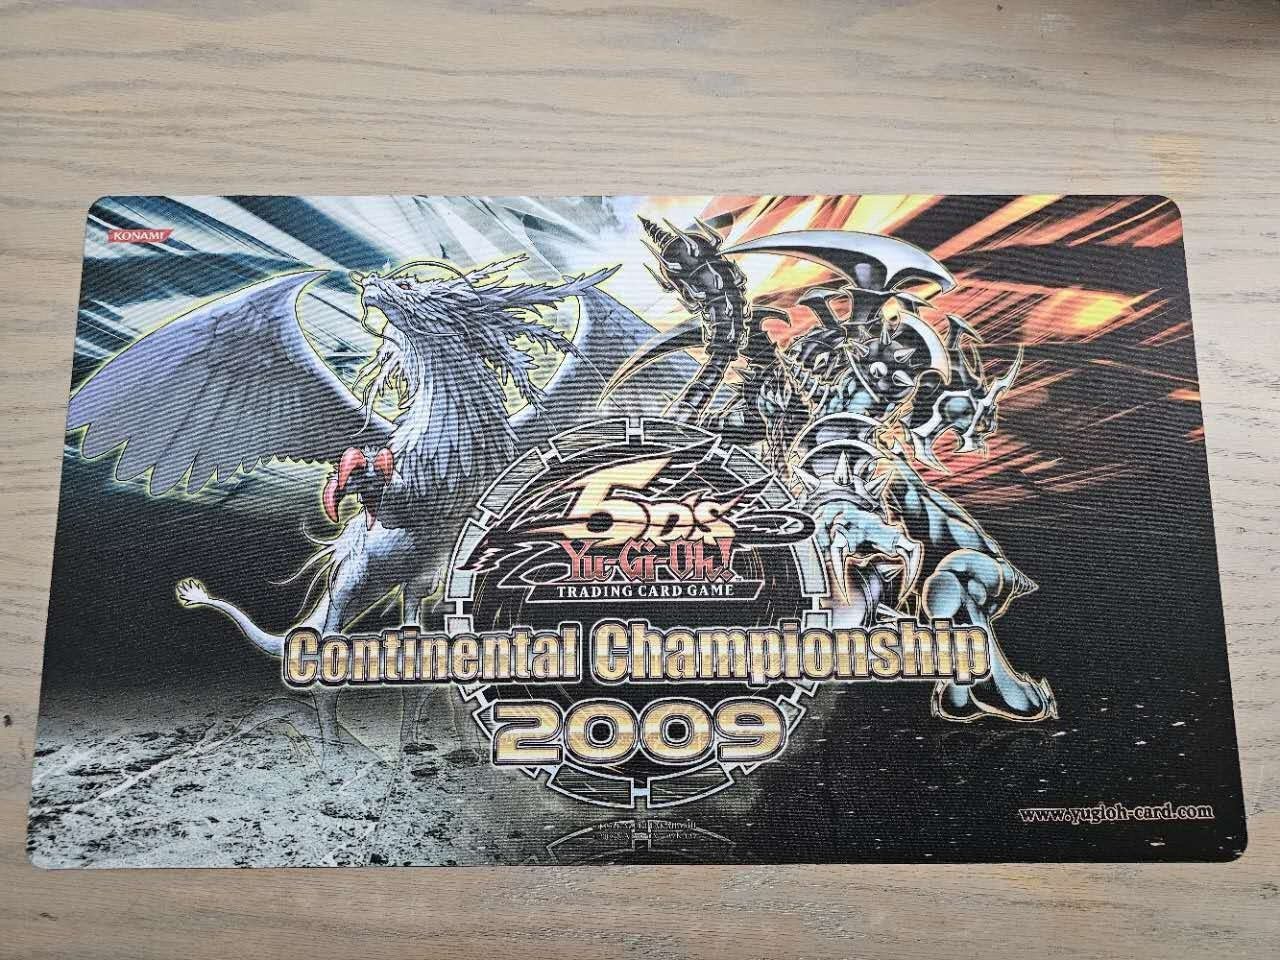 KONAMI
5D's
Yu-Gi-Oh!
TRADING CARD GAME
Continental Championship
2009
www.yugioh-card.com